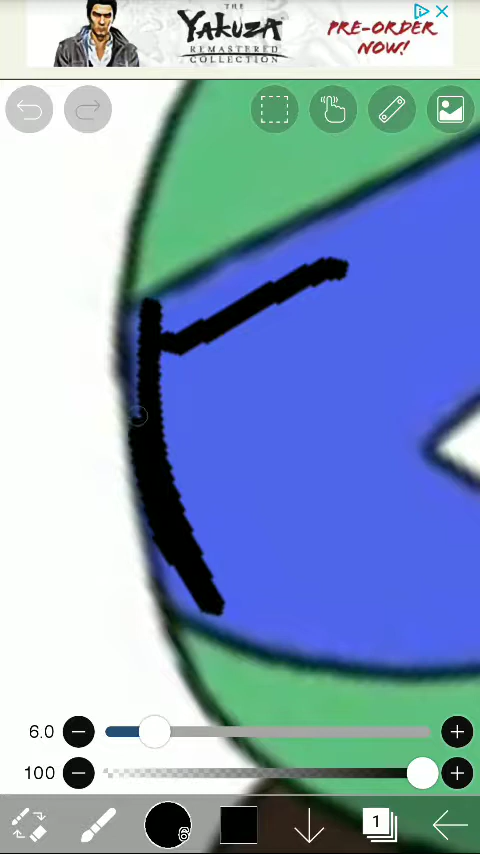 THE
YAKUZA
REMASTERED
COLLECTION
PRE-ORDER
NOW!
6.0
100
6
1